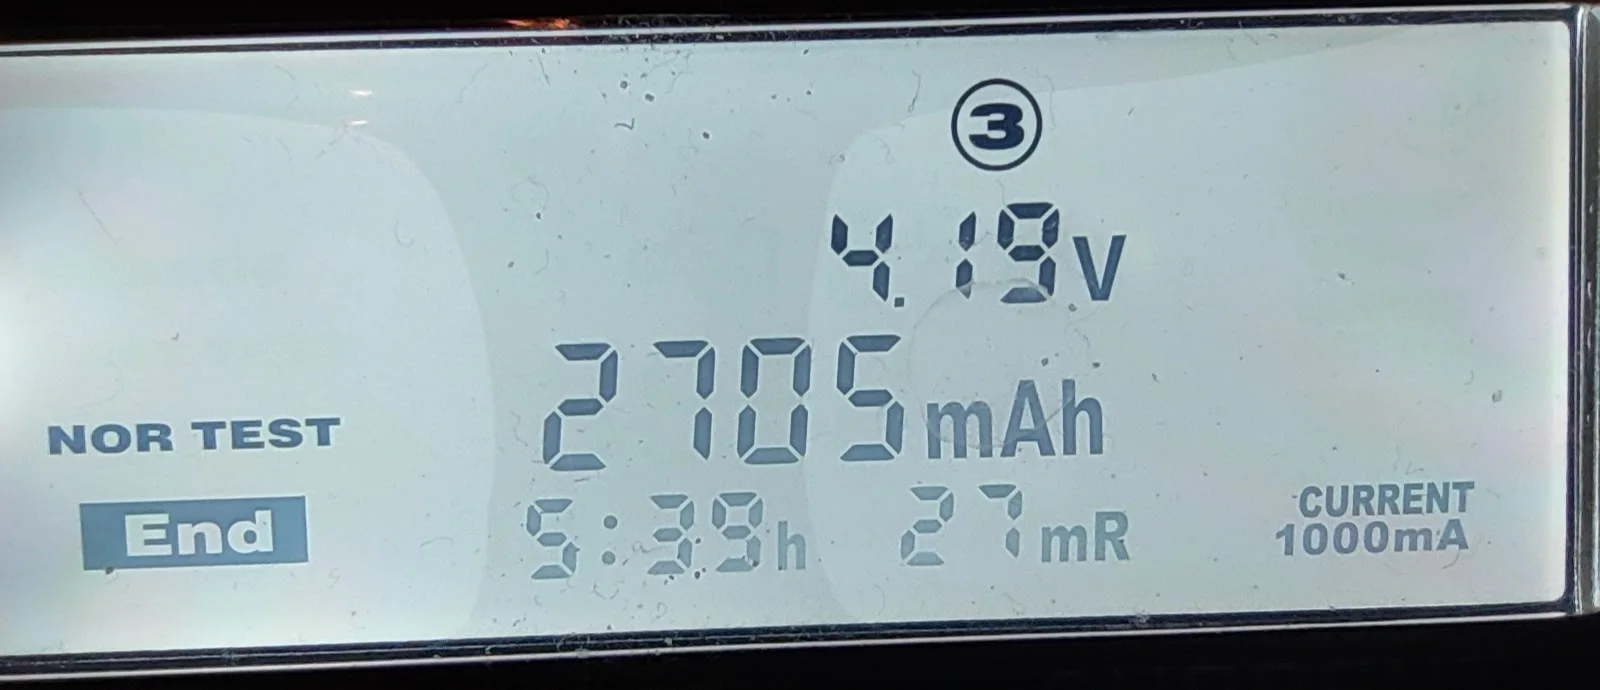 3
4.19V
2705mAh
NOR TEST
End
5:39h
27mR
CURRENT
1000mA